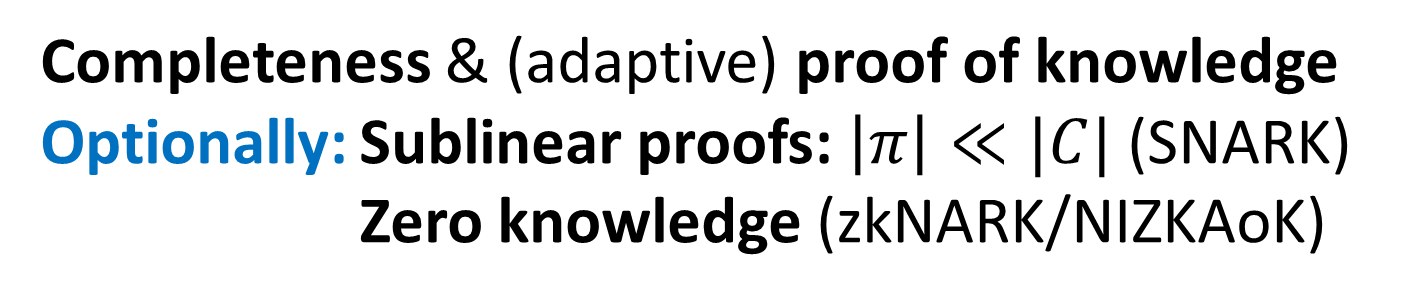 Completeness & (adaptive) proof of knowledge
Optionally: Sublinear proofs: |𝜋| ≪ |𝐶| (SNARK)
Zero knowledge (zkNARK/NIZKAoK)